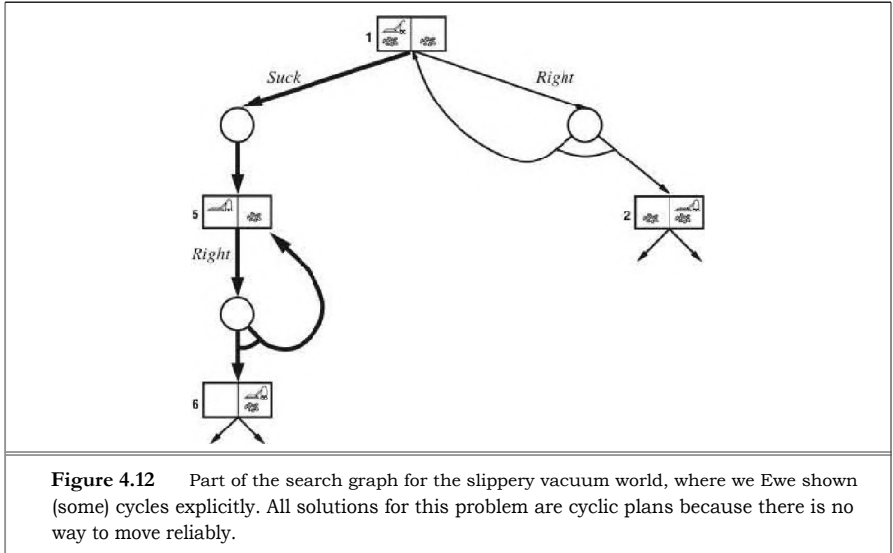 1
Suck
Right
5
2
Right
6
Figure 4.12 Part of the search graph for the slippery vacuum world, where we Ewe shown
(some) cycles explicitly. All solutions for this problem are cyclic plans because there is no
way to move reliably.